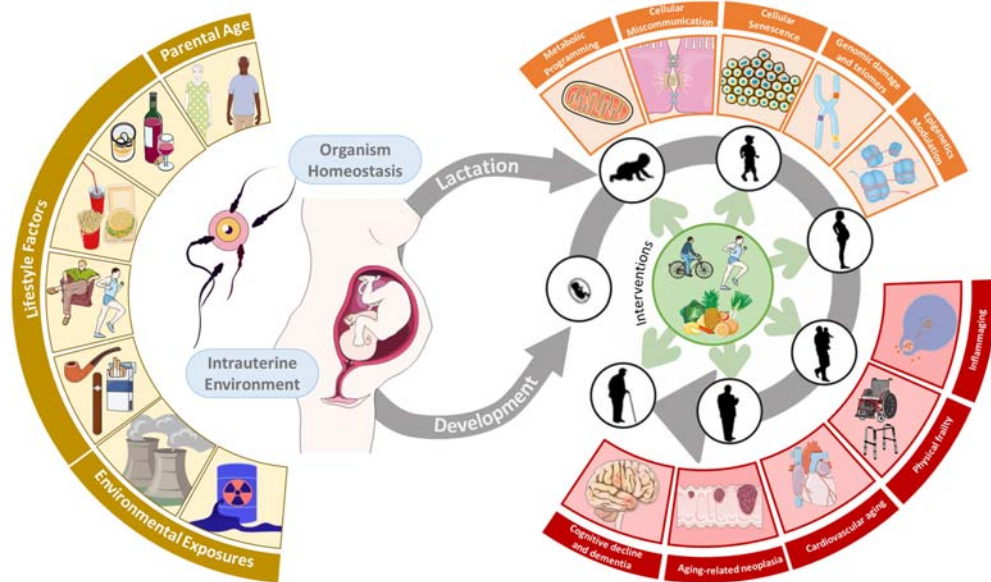 Parental Age
Lifestyle Factors
Environmental Exposures
Organism
Homeostasis
Intrauterine
Environment
Lactation
Development
Interventions
Metabolic
Programming
Cellular
Miscommunication
Cellular
Senescence
Genomic damage
and telomers
Epigenetics
Modulation
Inflammaging
Physical frailty
Cardiovascular aging
Aging-related neoplasia
Cognitive decline
and dementia